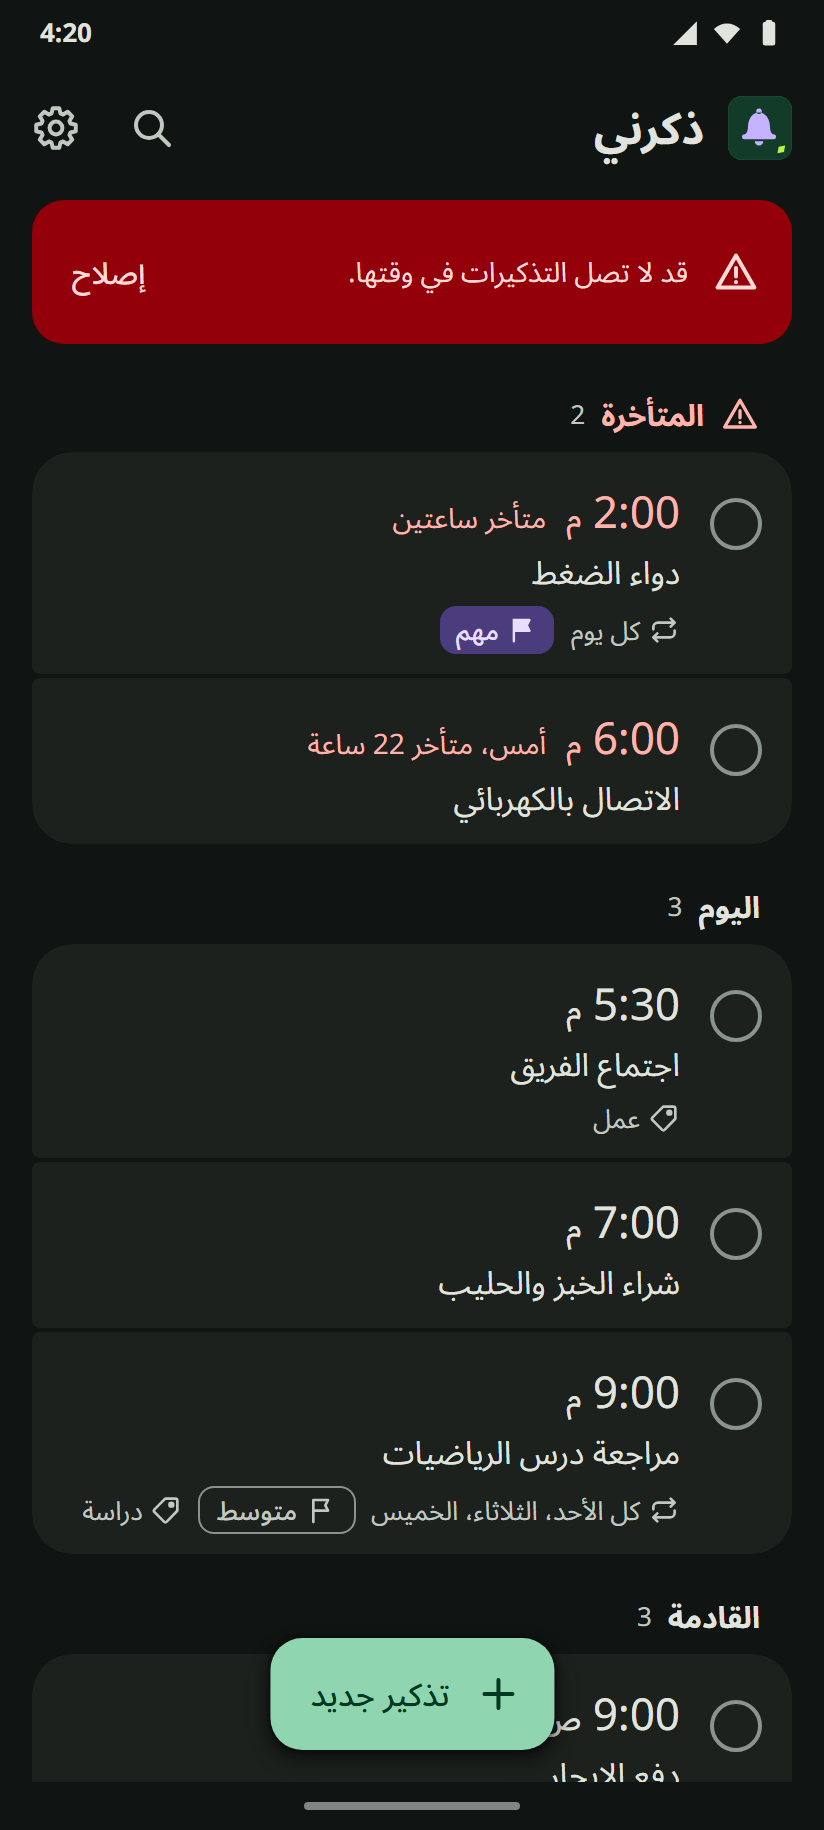 4:20
ذكرني
قد لا تصل التذكيرات في وقتها.
إصلاح
المتأخرة 2
2:00 م متأخر ساعتين
دواء الضغط
كل يوم مهم
6:00 م أمس، متأخر 22 ساعة
الاتصال بالكهربائي
اليوم 3
5:30 م
اجتماع الفريق
عمل
7:00 م
شراء الخبز والحليب
9:00 م
مراجعة درس الرياضيات
كل الأحد، الثلاثاء، الخميس متوسط دراسة
القادمة 3
9:00 ص
دفع الإيجار
تذكير جديد